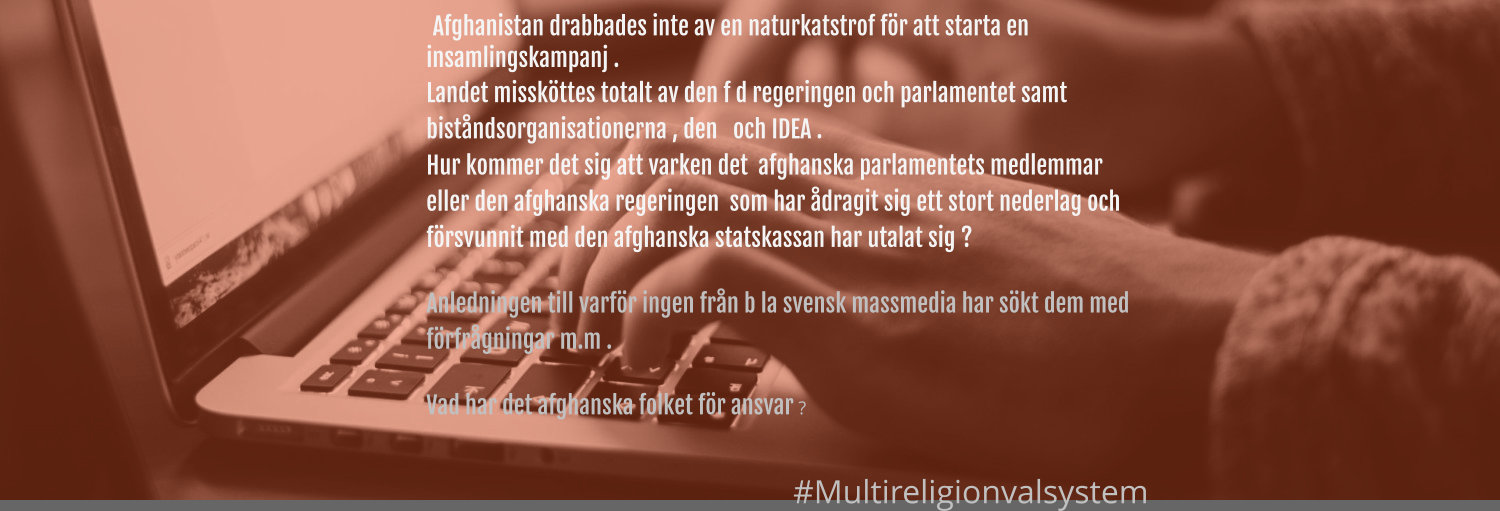 Afghanistan drabbades inte av en naturkatstrof för att starta en
insamlingskampanj .
Landet missköttes totalt av den f d regeringen och parlamentet samt
biståndsorganisationerna , den och IDEA .
Hur kommer det sig att varken det afghanska parlamentets medlemmar
eller den afghanska regeringen som har ådragit sig ett stort nederlag och
försvunnit med den afghanska statskassan har utalat sig ?
Anledningen till varför ingen från b la svensk massmedia har sökt dem med
förfrågningar m.m .
Vad har det afghanska folket för ansvar ?
#Multireligionvalsystem